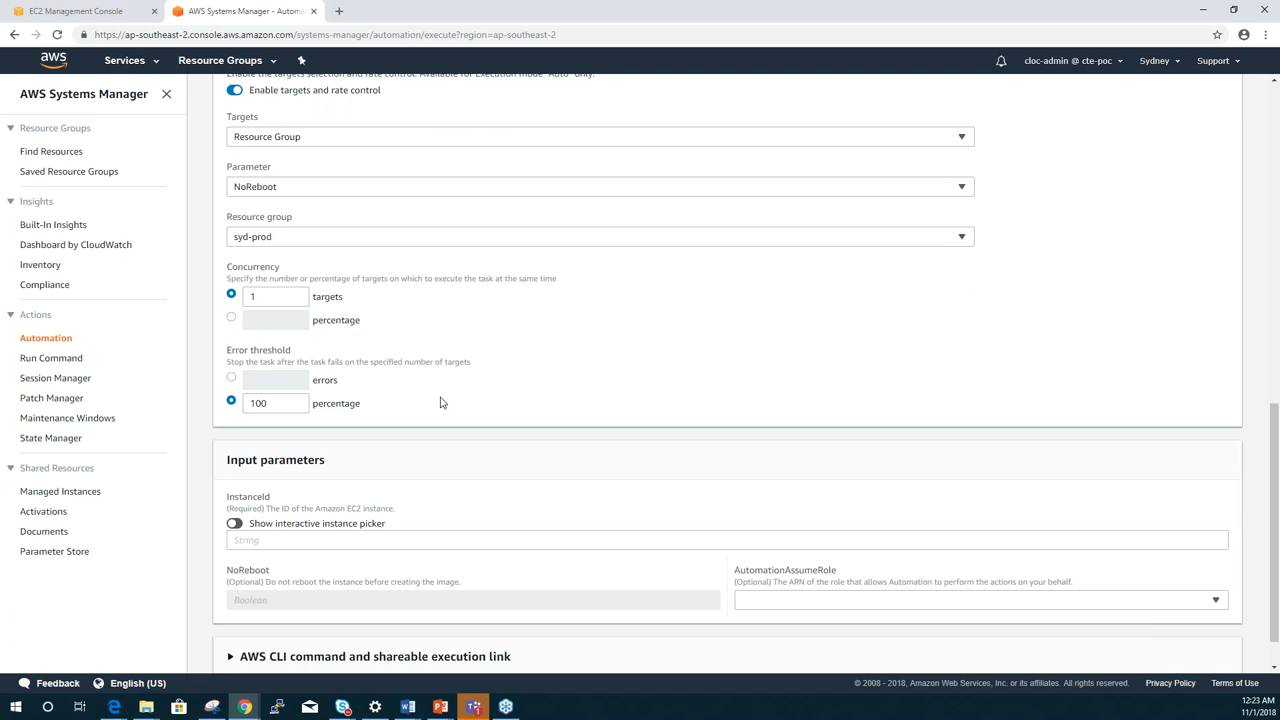 EC2 Management Console
AWS Systems Manager - Automa
https://ap-southeast-2.console.aws.amazon.com/systems-manager/automation/execute?region=ap-southeast-2
aws
Services
Resource Groups
cloc-admin @ cte-poc
Sydney
Support
AWS Systems Manager
Resource Groups
Find Resources
Saved Resource Groups
Insights
Built-In Insights
Dashboard by CloudWatch
Inventory
Compliance
Actions
Automation
Run Command
Session Manager
Patch Manager
Maintenance Windows
State Manager
Shared Resources
Managed Instances
Activations
Documents
Parameter Store
Enable the targets selection and rate control. Available for Execution mode "Auto" only.
Enable targets and rate control
Targets
Resource Group
Parameter
NoReboot
Resource group
syd-prod
Concurrency
Specify the number or percentage of targets on which to execute the task at the same time
1 targets
percentage
Error threshold
Stop the task after the task fails on the specified number of targets
errors
100 percentage
Input parameters
InstanceId
(Required) The ID of the Amazon EC2 instance.
Show interactive instance picker
String
NoReboot
(Optional) Do not reboot the instance before creating the image.
Boolean
AutomationAssumeRole
(Optional) The ARN of the role that allows Automation to perform the actions on your behalf.
AWS CLI command and shareable execution link
Feedback
English (US)
© 2008 - 2018, Amazon Web Services, Inc. or its affiliates. All rights reserved.
Privacy Policy
Terms of Use
12:23 AM
11/1/2018